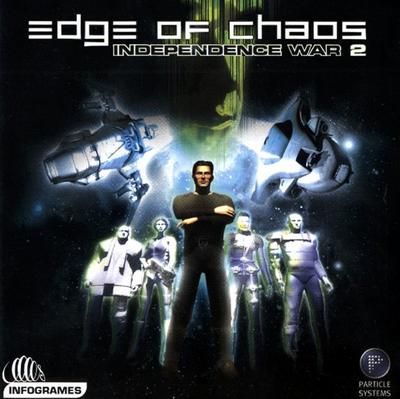 edge of chaos
INDEPENDENCE WAR 2
INFOGRAMES
P
PARTICLE
SYSTEMS